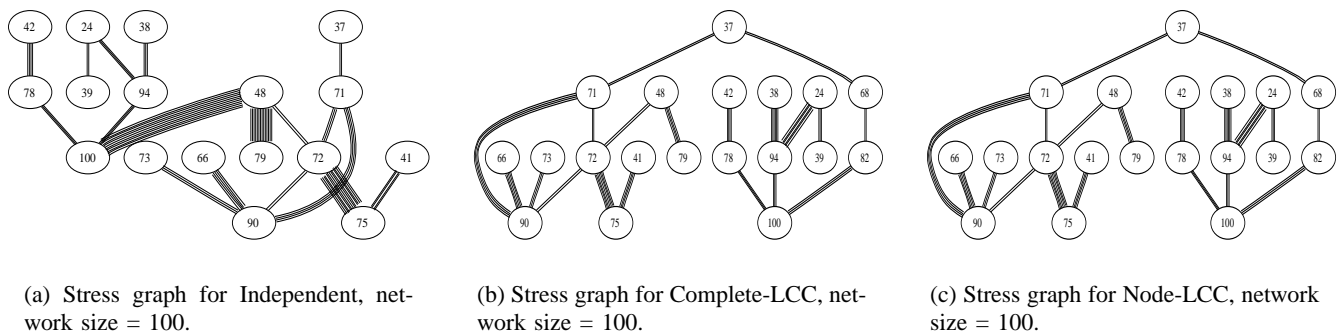 42 24 38 37
78 39 94 48 71
100 73 66 79 72 41
90 75
(a) Stress graph for Independent, net-
work size = 100.
37
71 48 42 38 24 68
66 73 72 41 79 78 94 39 82
90 75 100
(b) Stress graph for Complete-LCC, net-
work size = 100.
37
71 48 42 38 24 68
66 73 72 41 79 78 94 39 82
90 75 100
(c) Stress graph for Node-LCC, network
size = 100.